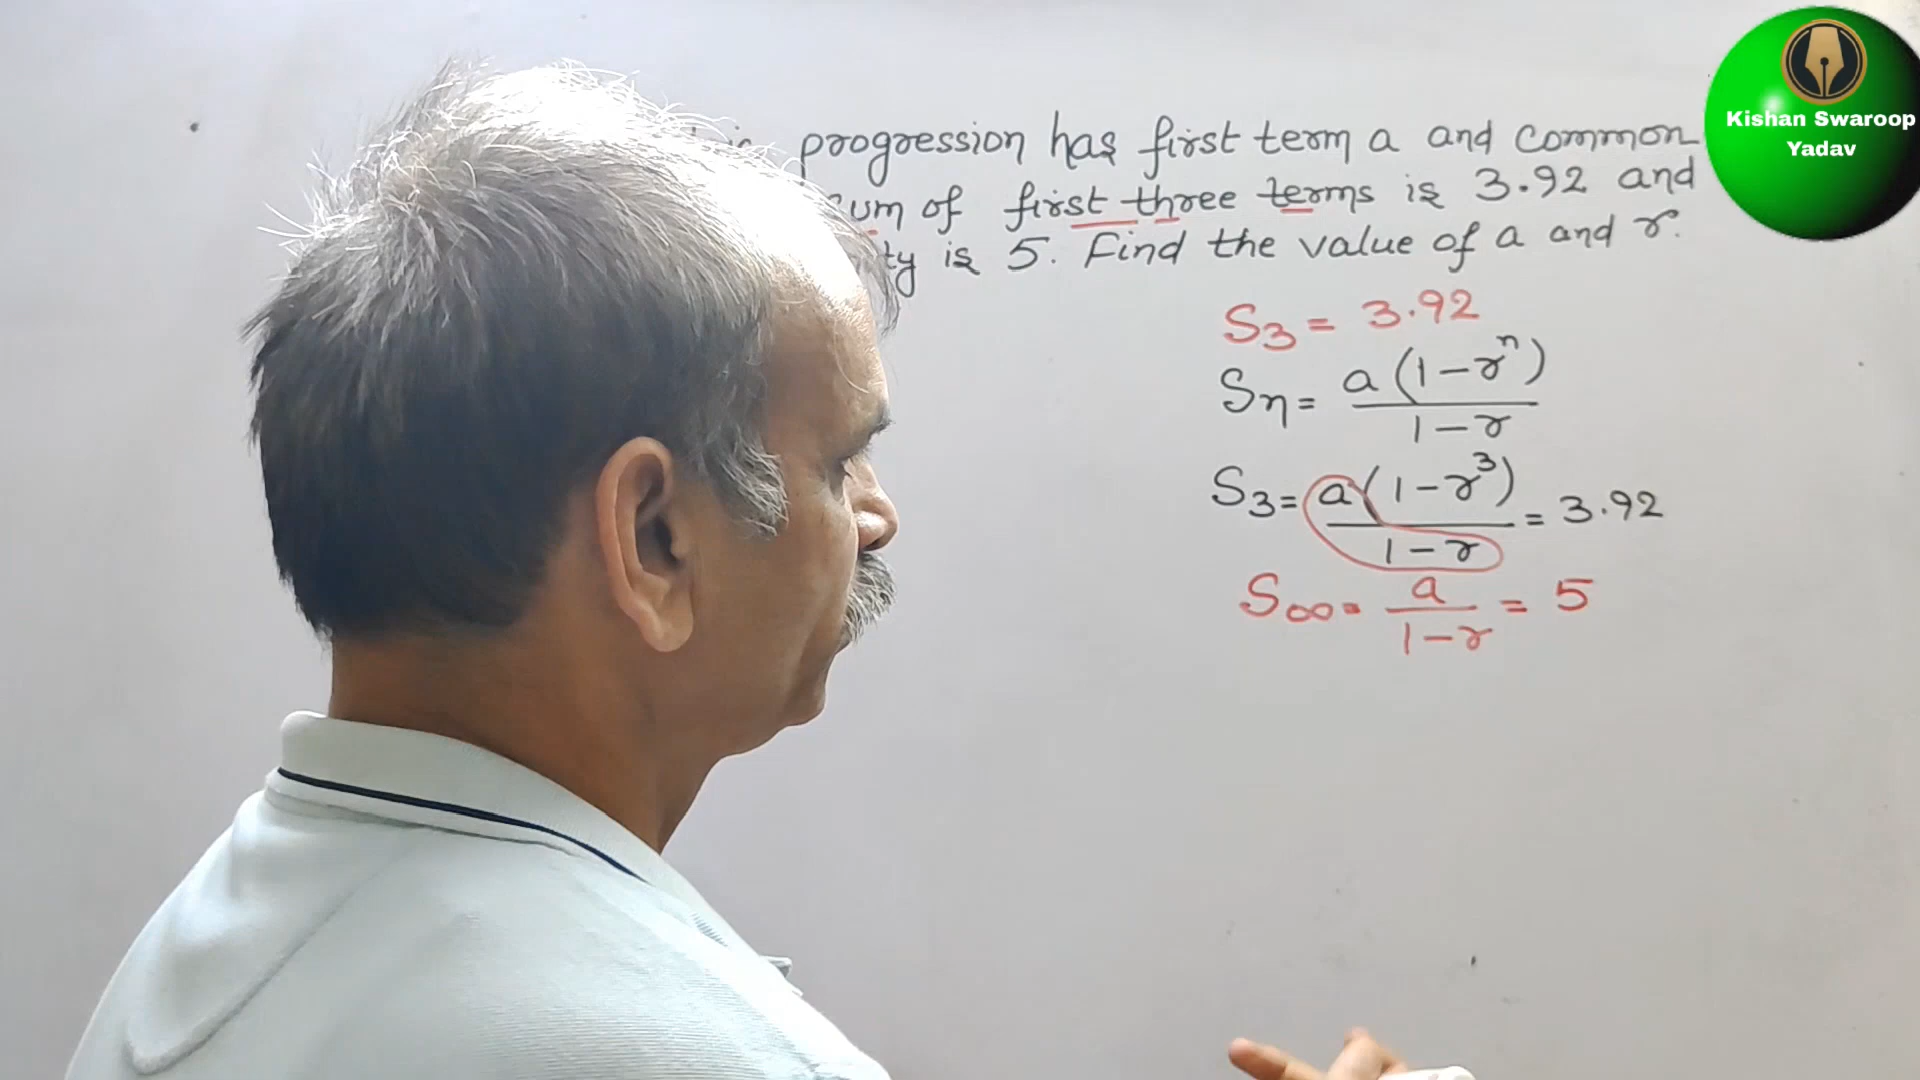 progression has first term a and common
sum of first three terms is 3.92 and
ty is 5. Find the value of a and r.
S3 = 3.92
Sn = a(1-r^n) / 1-r
S3 = a(1-r^3) / 1-r = 3.92
S∞ = a / 1-r = 5
Kishan Swaroop
Yadav